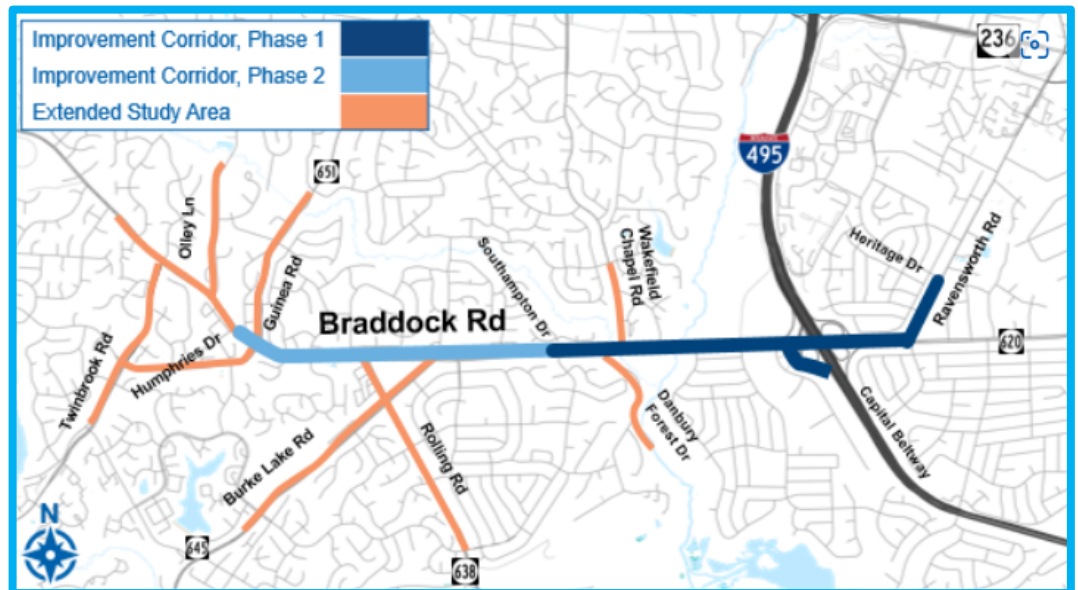 Improvement Corridor, Phase 1
Improvement Corridor, Phase 2
Extended Study Area
236
495
651
Olley Ln
Guinea Rd
Southampton Dr
Wakefield
Chapel Rd
Heritage Dr
Ravensworth Rd
Braddock Rd
620
Twinbrook Rd
Humphries Dr
Burke Lake Rd
Rolling Rd
Danbury
Forest Dr
Capital Beltway
N
645
638